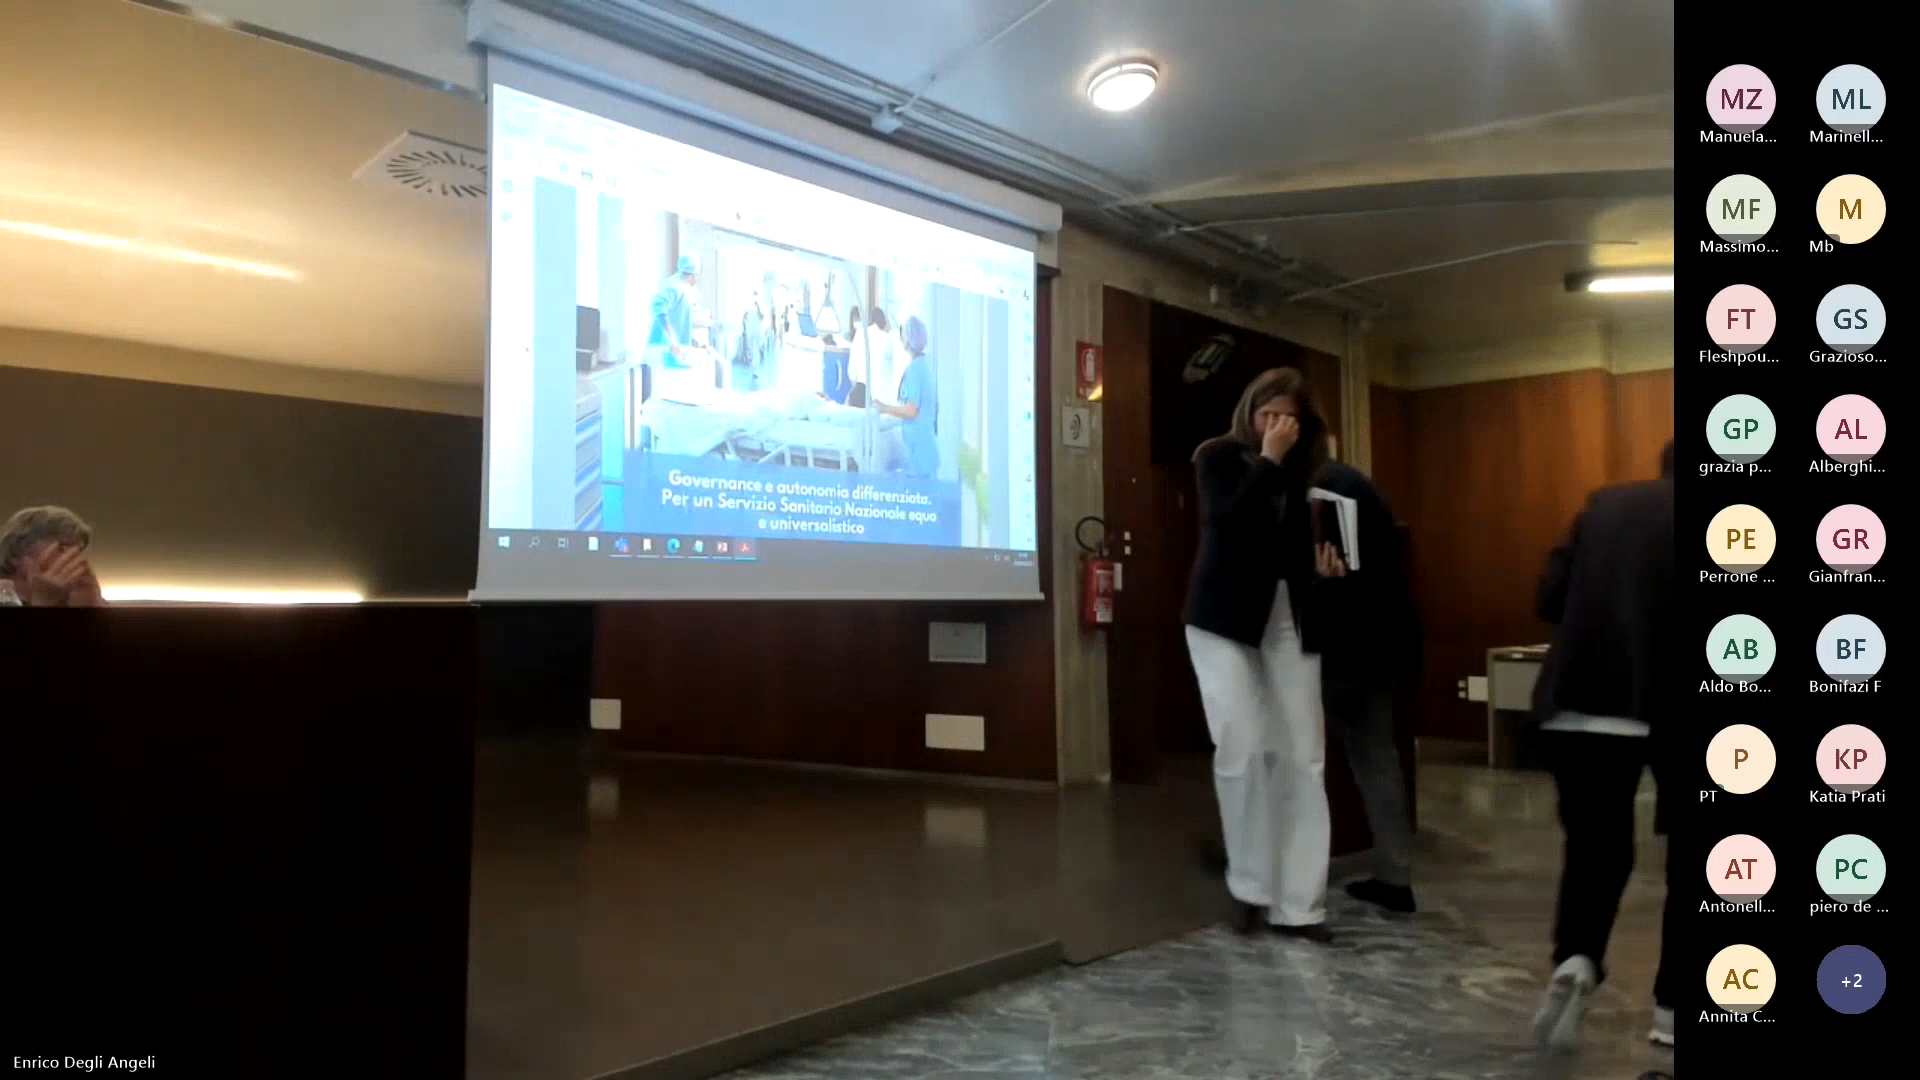 Governance e autonomia differenziata.
Per un Servizio Sanitario Nazionale equo
e universalistico
MZ
Manuela...
ML
Marinell...
MF
Massimo...
M
Mb
FT
Fleshpou...
GS
Grazioso...
GP
grazia p...
AL
Alberghi...
PE
Perrone ...
GR
Gianfran...
AB
Aldo Bo...
BF
Bonifazi F
P
PT
KP
Katia Prati
AT
Antonell...
PC
piero de ...
AC
Annita C...
+2
Enrico Degli Angeli